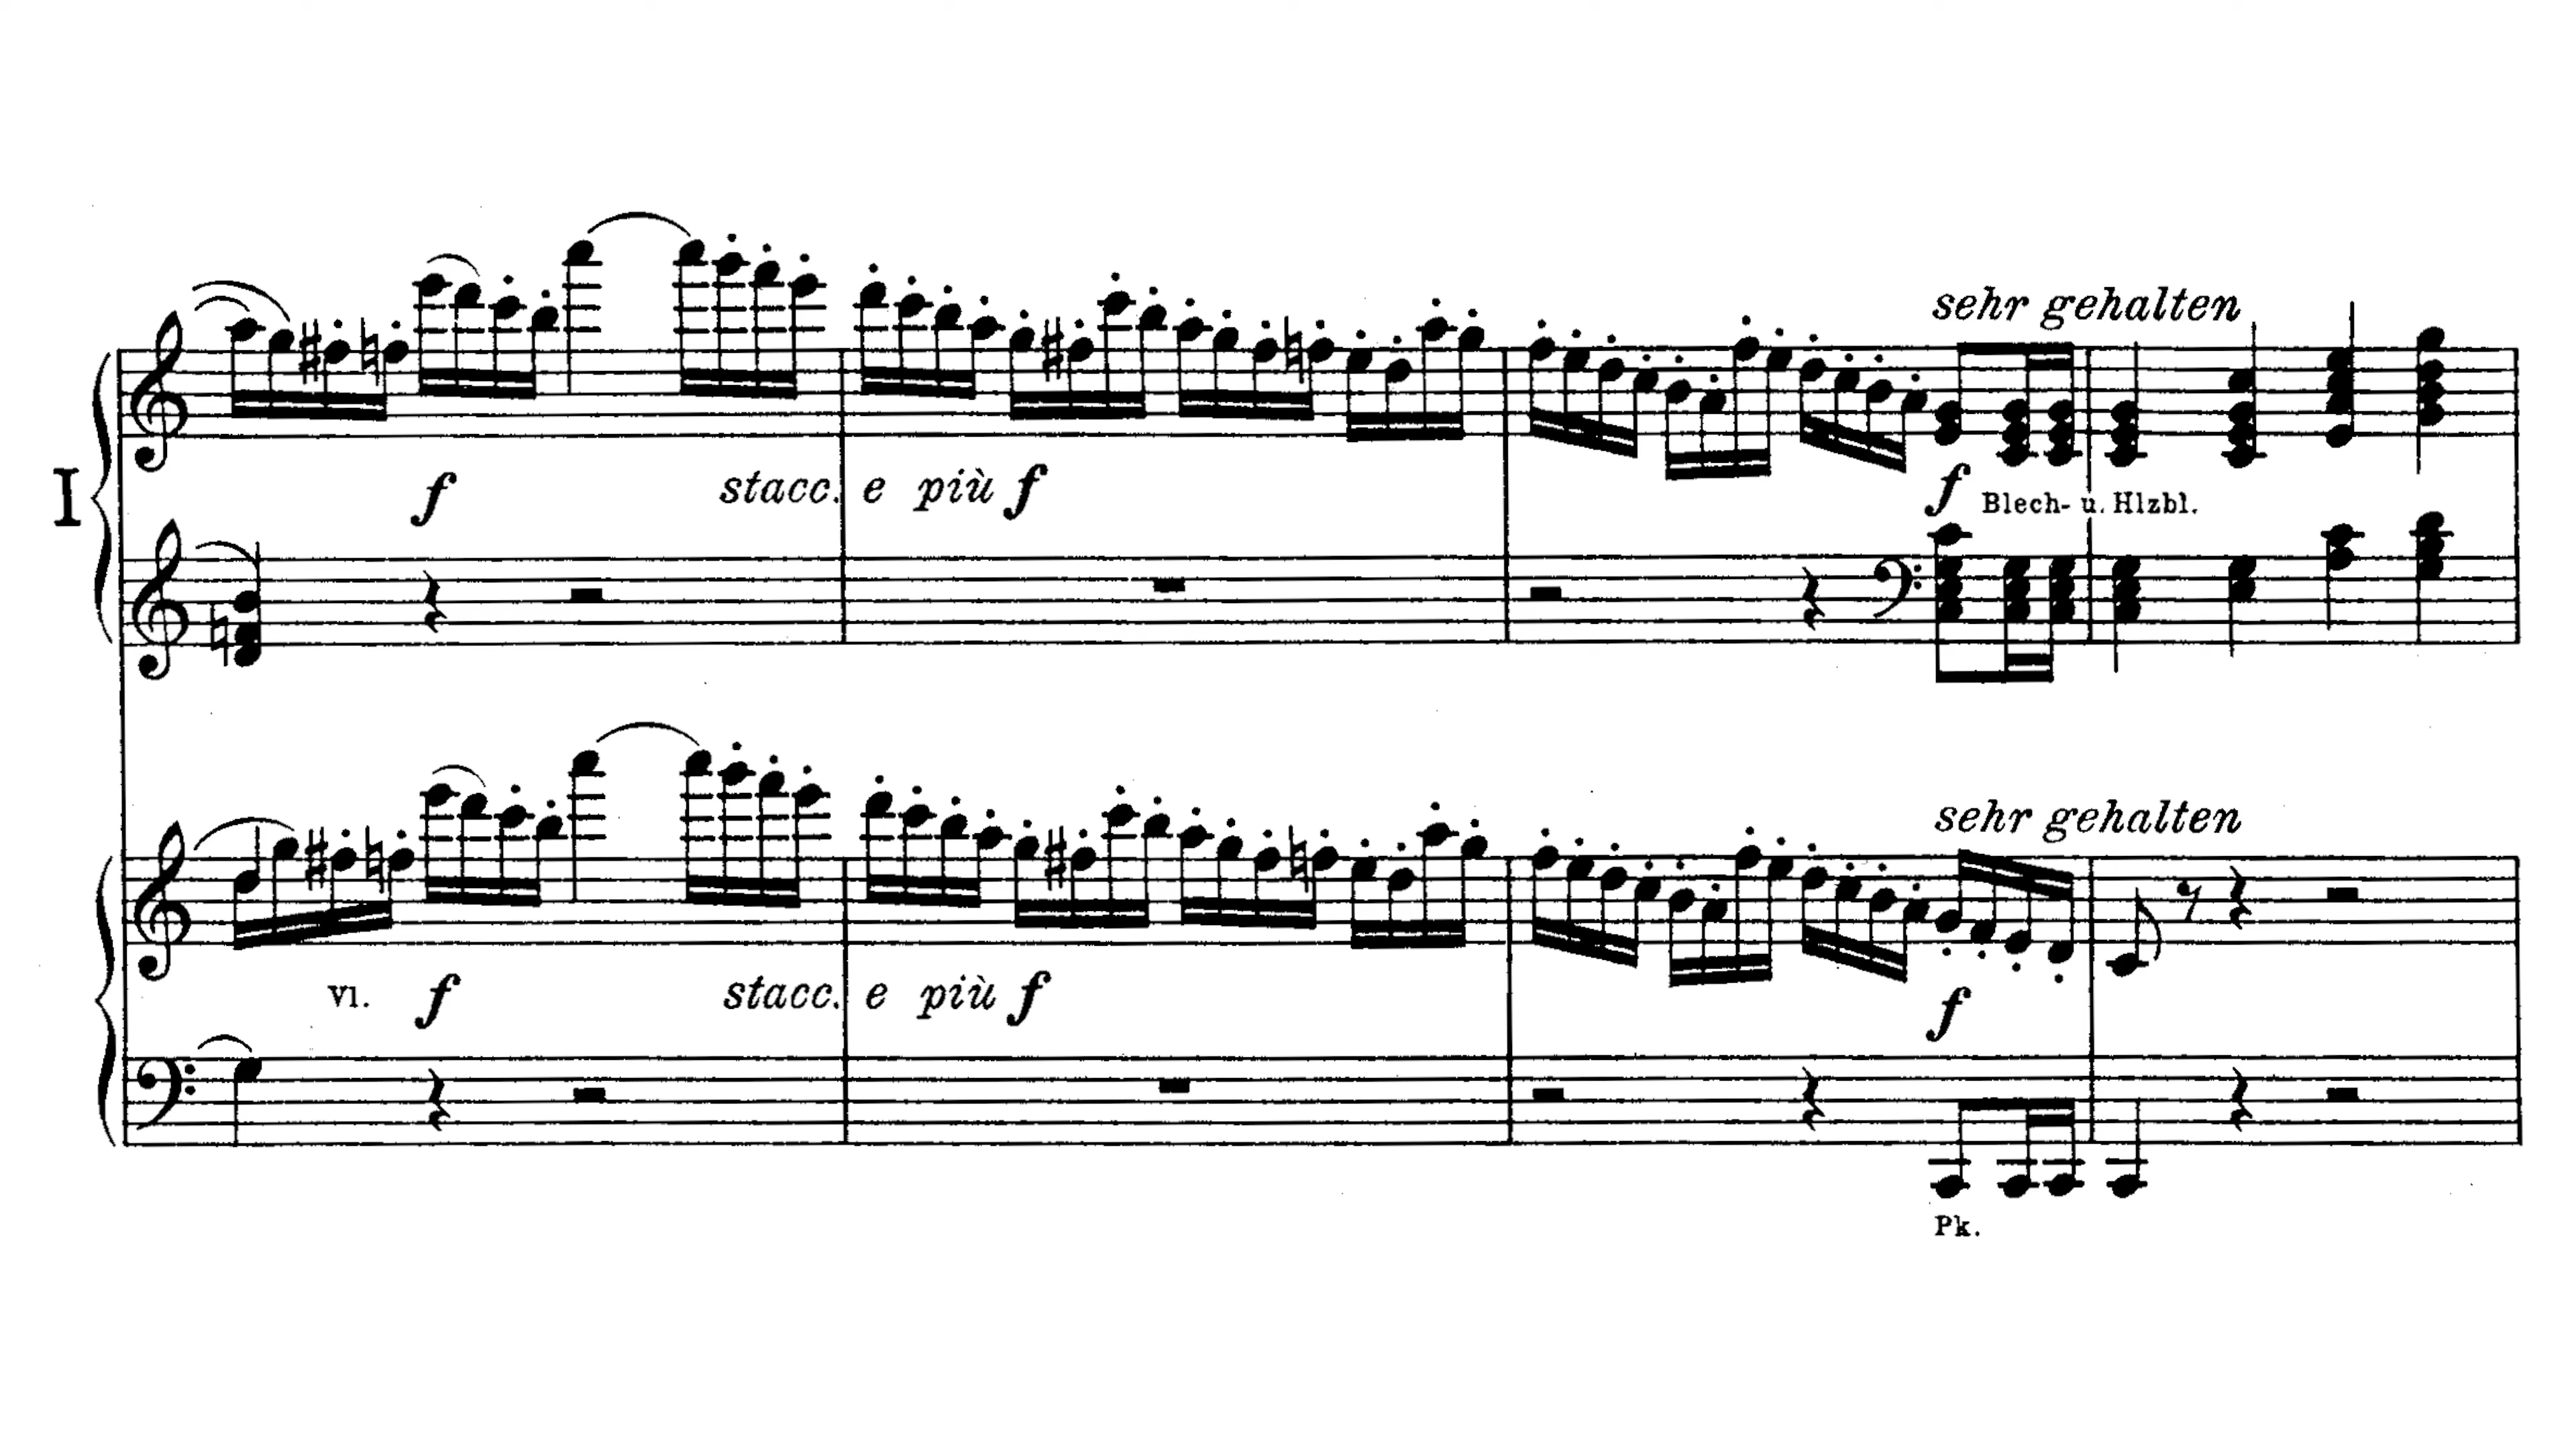 sehr gehalten
I
f stacc. e più f f Blech- u. Hlzbl.
sehr gehalten
Vl. f stacc. e più f f
Pk.